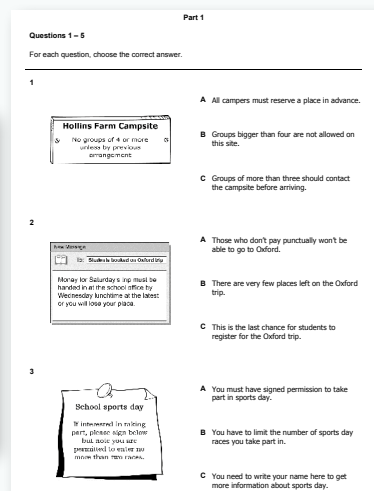 Part 1
Questions 1 – 5
For each question, choose the correct answer.
1
Hollins Farm Campsite
No groups of 4 or more
unless by previous
arrangement
A All campers must reserve a place in advance.
B Groups bigger than four are not allowed on
this site.
C Groups of more than three should contact
the campsite before arriving.
2
New Message
To: Students booked on Oxford trip
Money for Saturday's trip must be
handed in at the school office by
Wednesday lunchtime at the latest
or you will lose your place.
A Those who don't pay punctually won't be
able to go to Oxford.
B There are very few places left on the Oxford
trip.
C This is the last chance for students to
register for the Oxford trip.
3
School sports day
If interested in taking
part, please sign below
but note you are
permitted to enter no
more than two races.
A You must have signed permission to take
part in sports day.
B You have to limit the number of sports day
races you take part in.
C You need to write your name here to get
more information about sports day.